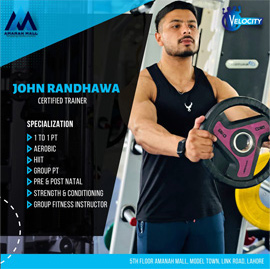 AMANAH MALL
VELOCITY
JOHN RANDHAWA
CERTIFIED TRAINER
SPECIALIZATION
1 TO 1 PT
AEROBIC
HIIT
GROUP PT
PRE & POST NATAL
STRENGTH & CONDITIONING
GROUP FITNESS INSTRUCTOR
5TH FLOOR AMANAH MALL, MODEL TOWN, LINK ROAD, LAHORE